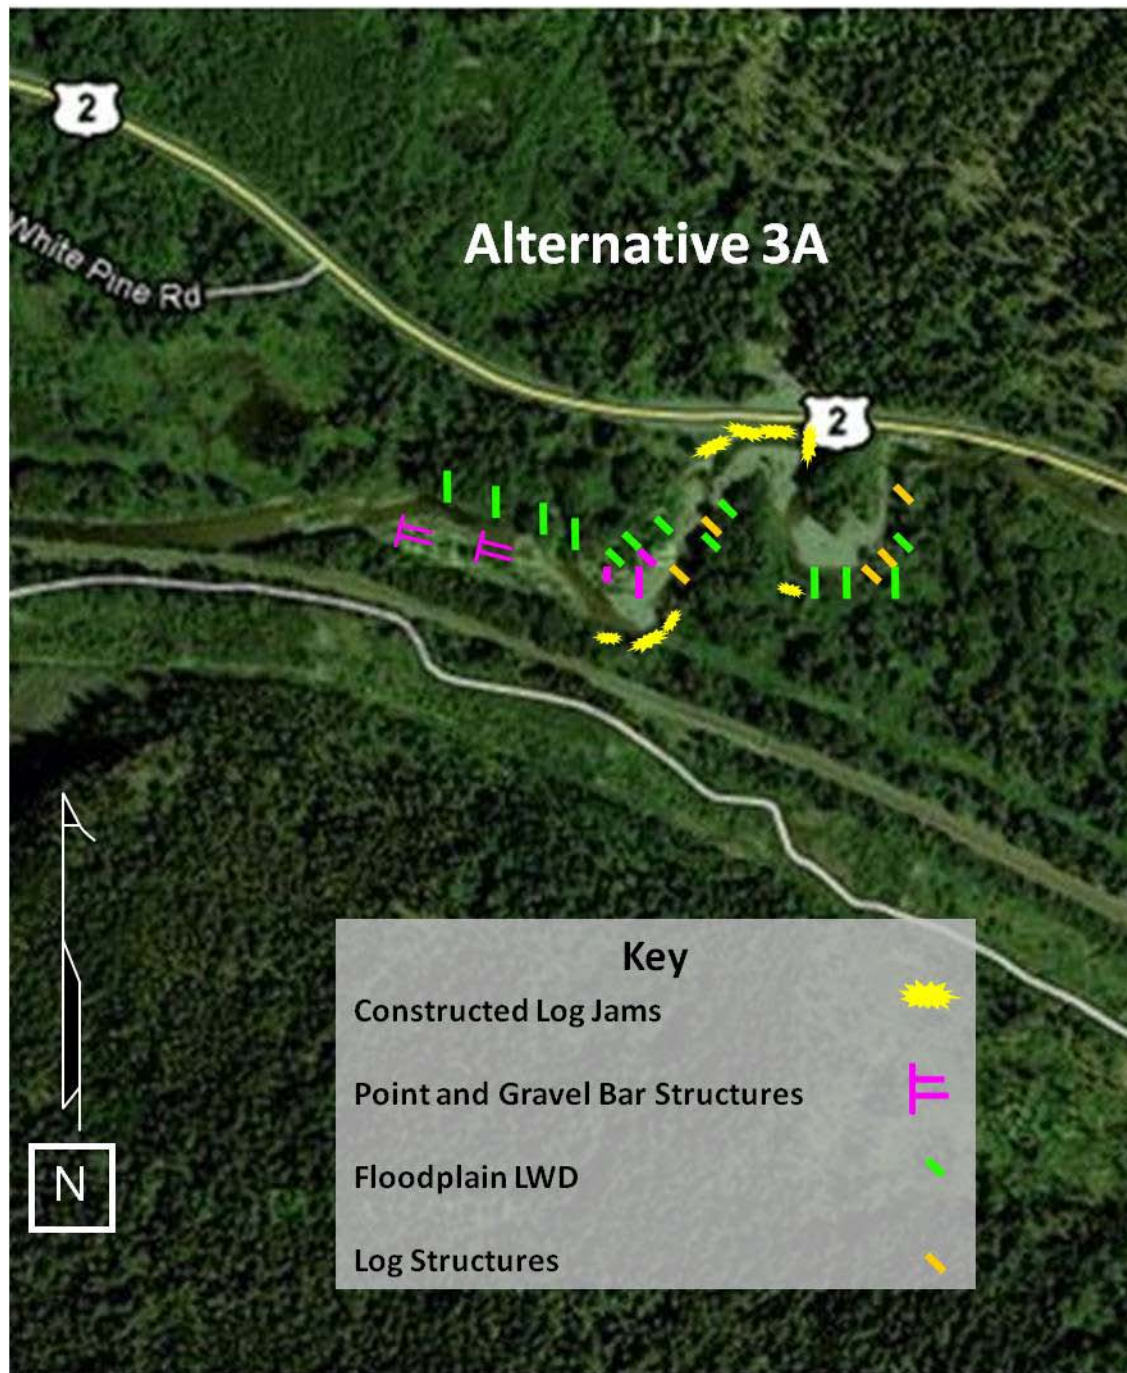 2
White Pine Rd
Alternative 3A
2
Key
Constructed Log Jams
Point and Gravel Bar Structures
Floodplain LWD
Log Structures
N